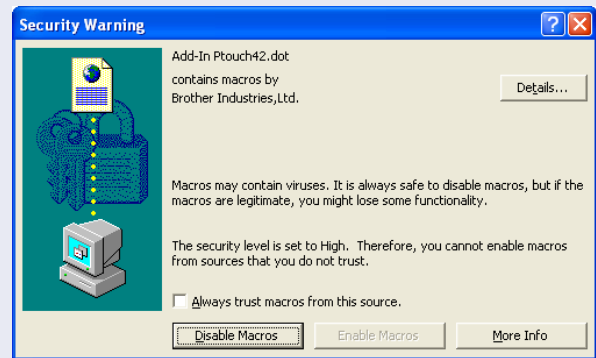 Security Warning
Add-In Ptouch42.dot
contains macros by
Brother Industries,Ltd.
Details...
Macros may contain viruses. It is always safe to disable macros, but if the
macros are legitimate, you might lose some functionality.
The security level is set to High. Therefore, you cannot enable macros
from sources that you do not trust.
Always trust macros from this source.
Disable Macros
Enable Macros
More Info